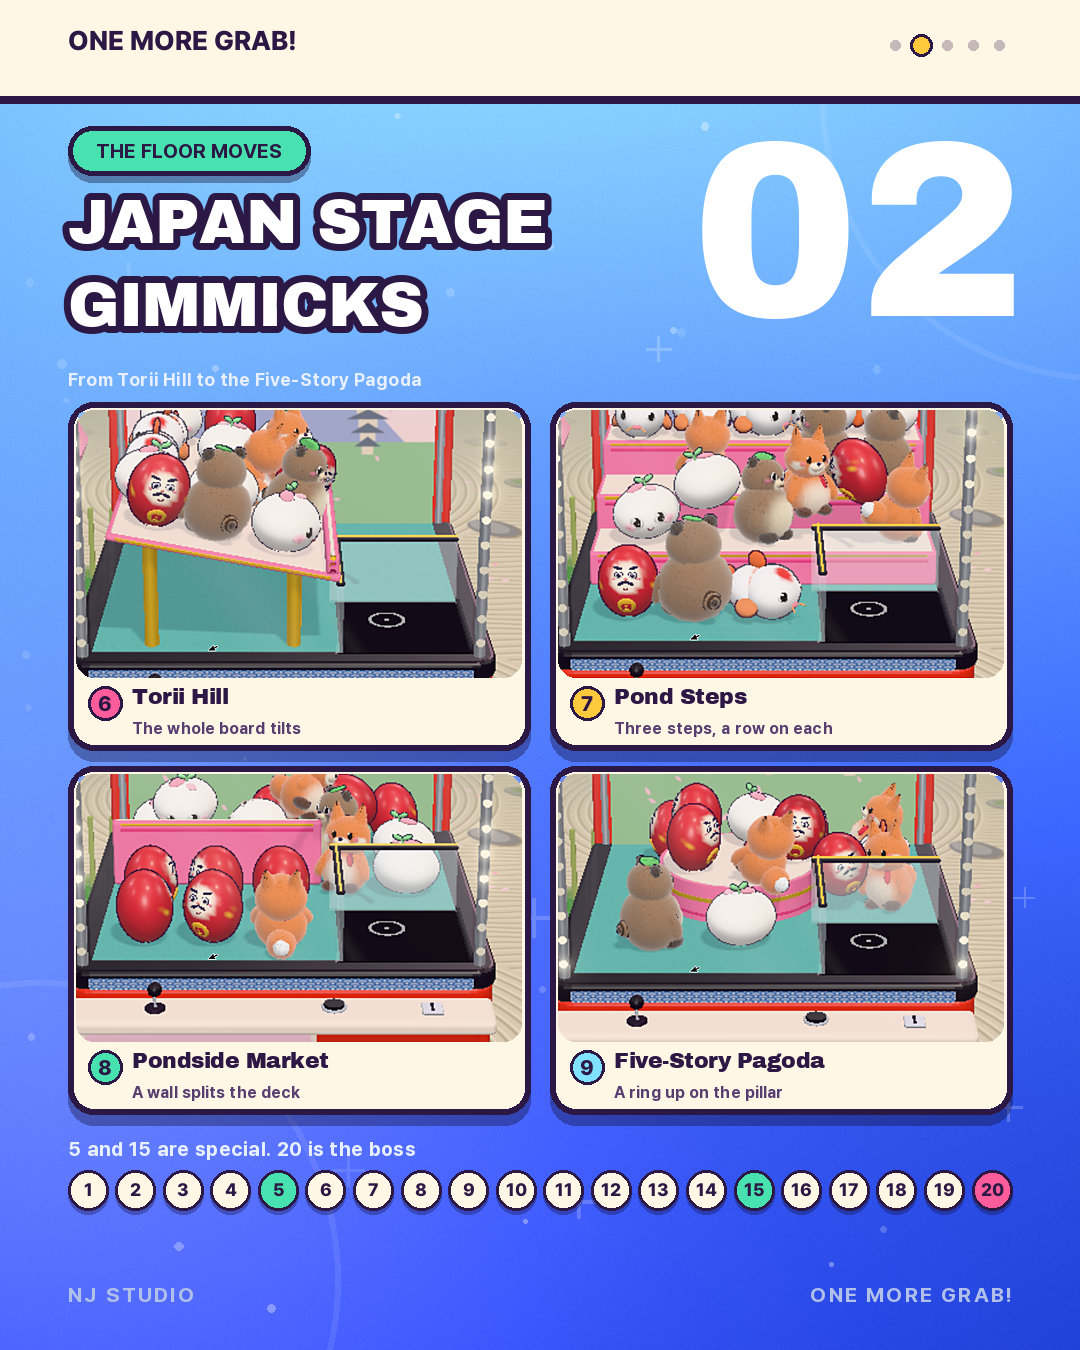 ONE MORE GRAB!
THE FLOOR MOVES
JAPAN STAGE
GIMMICKS
02
From Torii Hill to the Five-Story Pagoda
6 Torii Hill
The whole board tilts
7 Pond Steps
Three steps, a row on each
8 Pondside Market
A wall splits the deck
9 Five-Story Pagoda
A ring up on the pillar
5 and 15 are special. 20 is the boss
1 2 3 4 5 6 7 8 9 10 11 12 13 14 15 16 17 18 19 20
NJ STUDIO
ONE MORE GRAB!